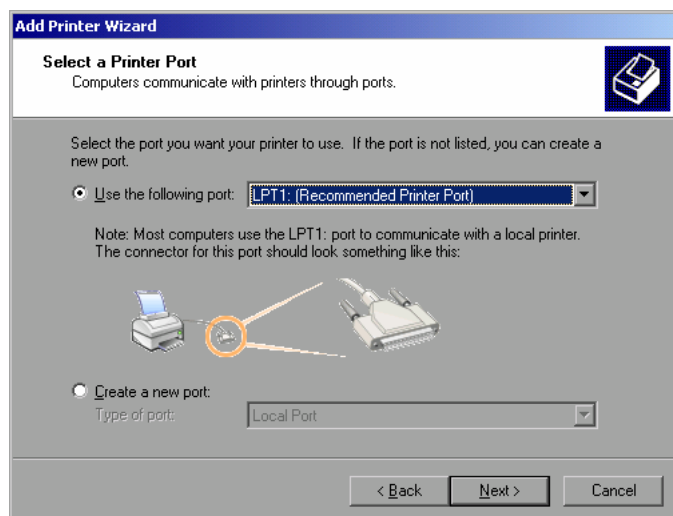 Add Printer Wizard
Select a Printer Port
Computers communicate with printers through ports.
Select the port you want your printer to use. If the port is not listed, you can create a
new port.
Use the following port: LPT1: (Recommended Printer Port)
Note: Most computers use the LPT1: port to communicate with a local printer.
The connector for this port should look something like this:
Create a new port:
Type of port: Local Port
< Back Next > Cancel